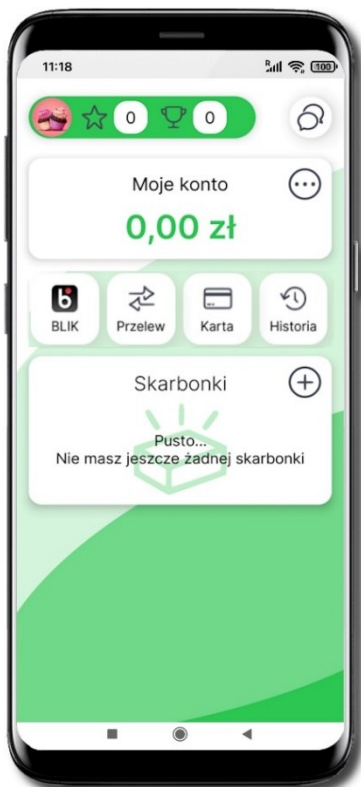 11:18
R
100
0
0
Moje konto
0,00 zł
BLIK
Przelew
Karta
Historia
Skarbonki
Pusto...
Nie masz jeszcze żadnej skarbonki